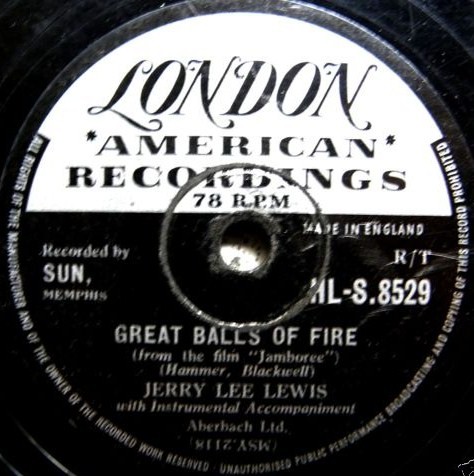 LONDON
*AMERICAN*
RECORDINGS
78 R.P.M
MADE IN ENGLAND
Recorded by
SUN,
MEMPHIS
R/T
HL-S.8529
GREAT BALLS OF FIRE
(from the film "Jamboree")
(Hammer, Blackwell)
JERRY LEE LEWIS
with Instrumental Accompaniment
Aberbach Ltd.
(MSY.2118)
ALL RIGHTS OF THE MANUFACTURER AND OF THE OWNER OF THE RECORDED WORK RESERVED · UNAUTHORISED PUBLIC PERFORMANCE BROADCASTING AND COPYING OF THIS RECORD PROHIBITED